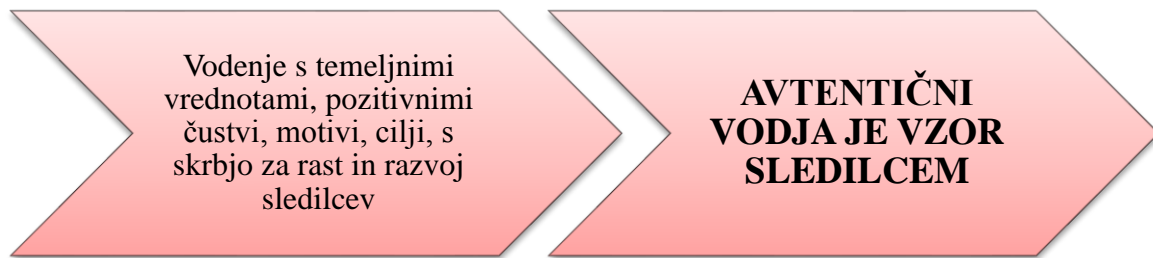 Vodenje s temeljnimi
vrednotami, pozitivnimi
čustvi, motivi, cilji, s
skrbjo za rast in razvoj
sledilcev
AVTENTIČNI
VODJA JE VZOR
SLEDILCEM